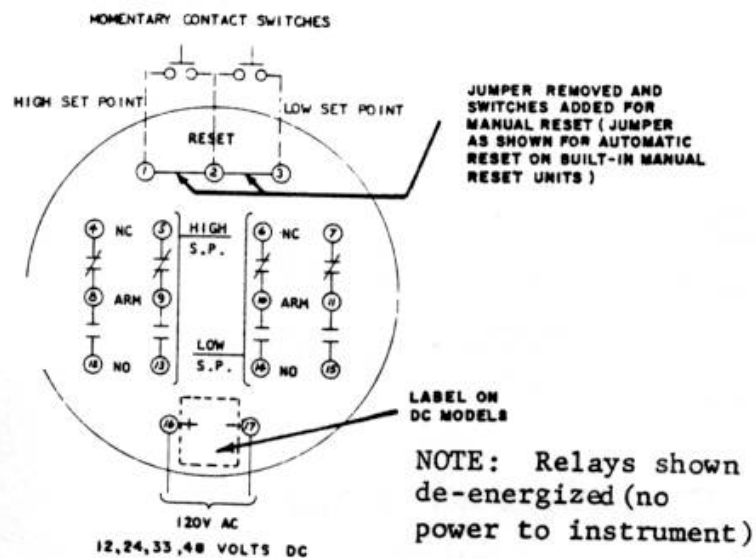 MOMENTARY CONTACT SWITCHES
HIGH SET POINT
LOW SET POINT
JUMPER REMOVED AND
SWITCHES ADDED FOR
MANUAL RESET (JUMPER
AS SHOWN FOR AUTOMATIC
RESET ON BUILT-IN MANUAL
RESET UNITS)
RESET
1 2 3
4 NC 5 HIGH 6 NC 7
S.P.
8 ARM 9 10 ARM 11
LOW
12 NO 13 S.P. 14 NO 15
LABEL ON
DC MODELS
16 + - 17
120V AC
12,24,33,48 VOLTS DC
NOTE: Relays shown
de-energized(no
power to instrument)